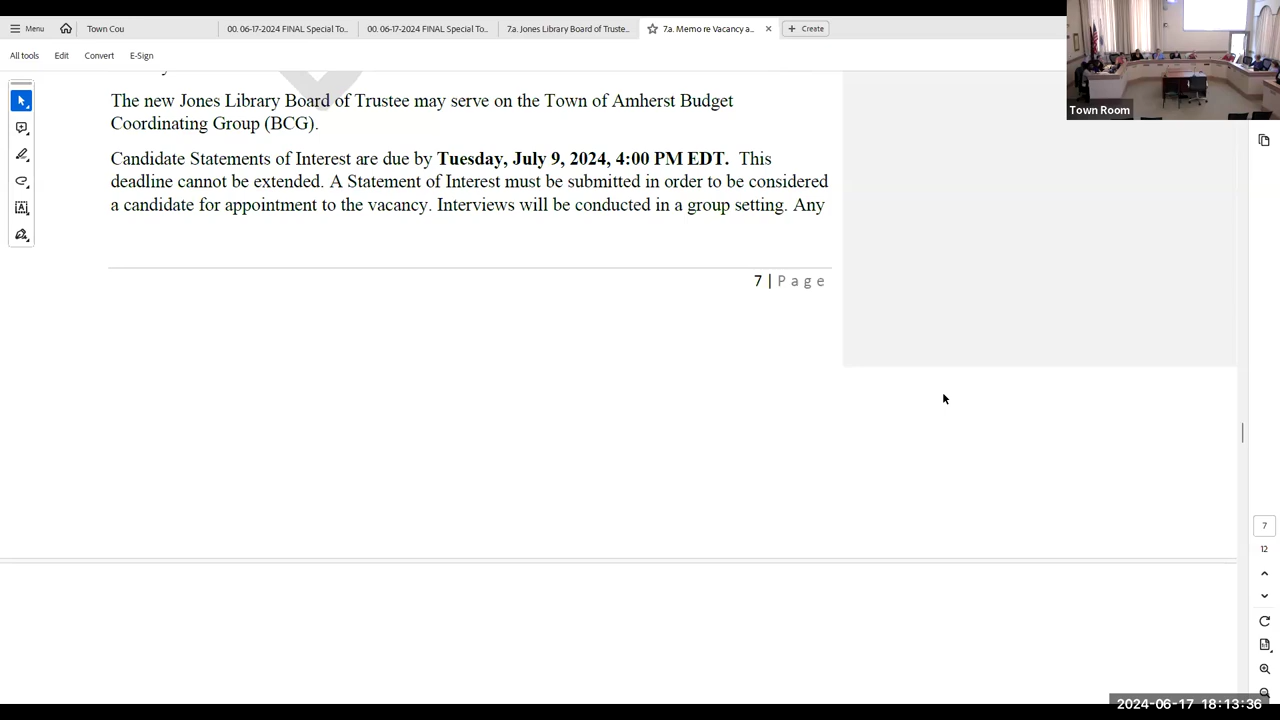 Menu
Town Cou
00. 06-17-2024 FINAL Special To...
00. 06-17-2024 FINAL Special To...
7a. Jones Library Board of Truste...
7a. Memo re Vacancy a...
Create
All tools
Edit
Convert
E-Sign
Town Room
The new Jones Library Board of Trustee may serve on the Town of Amherst Budget
Coordinating Group (BCG).
Candidate Statements of Interest are due by Tuesday, July 9, 2024, 4:00 PM EDT. This
deadline cannot be extended. A Statement of Interest must be submitted in order to be considered
a candidate for appointment to the vacancy. Interviews will be conducted in a group setting. Any
7 | Page
7
12
2024-06-17 18:13:36